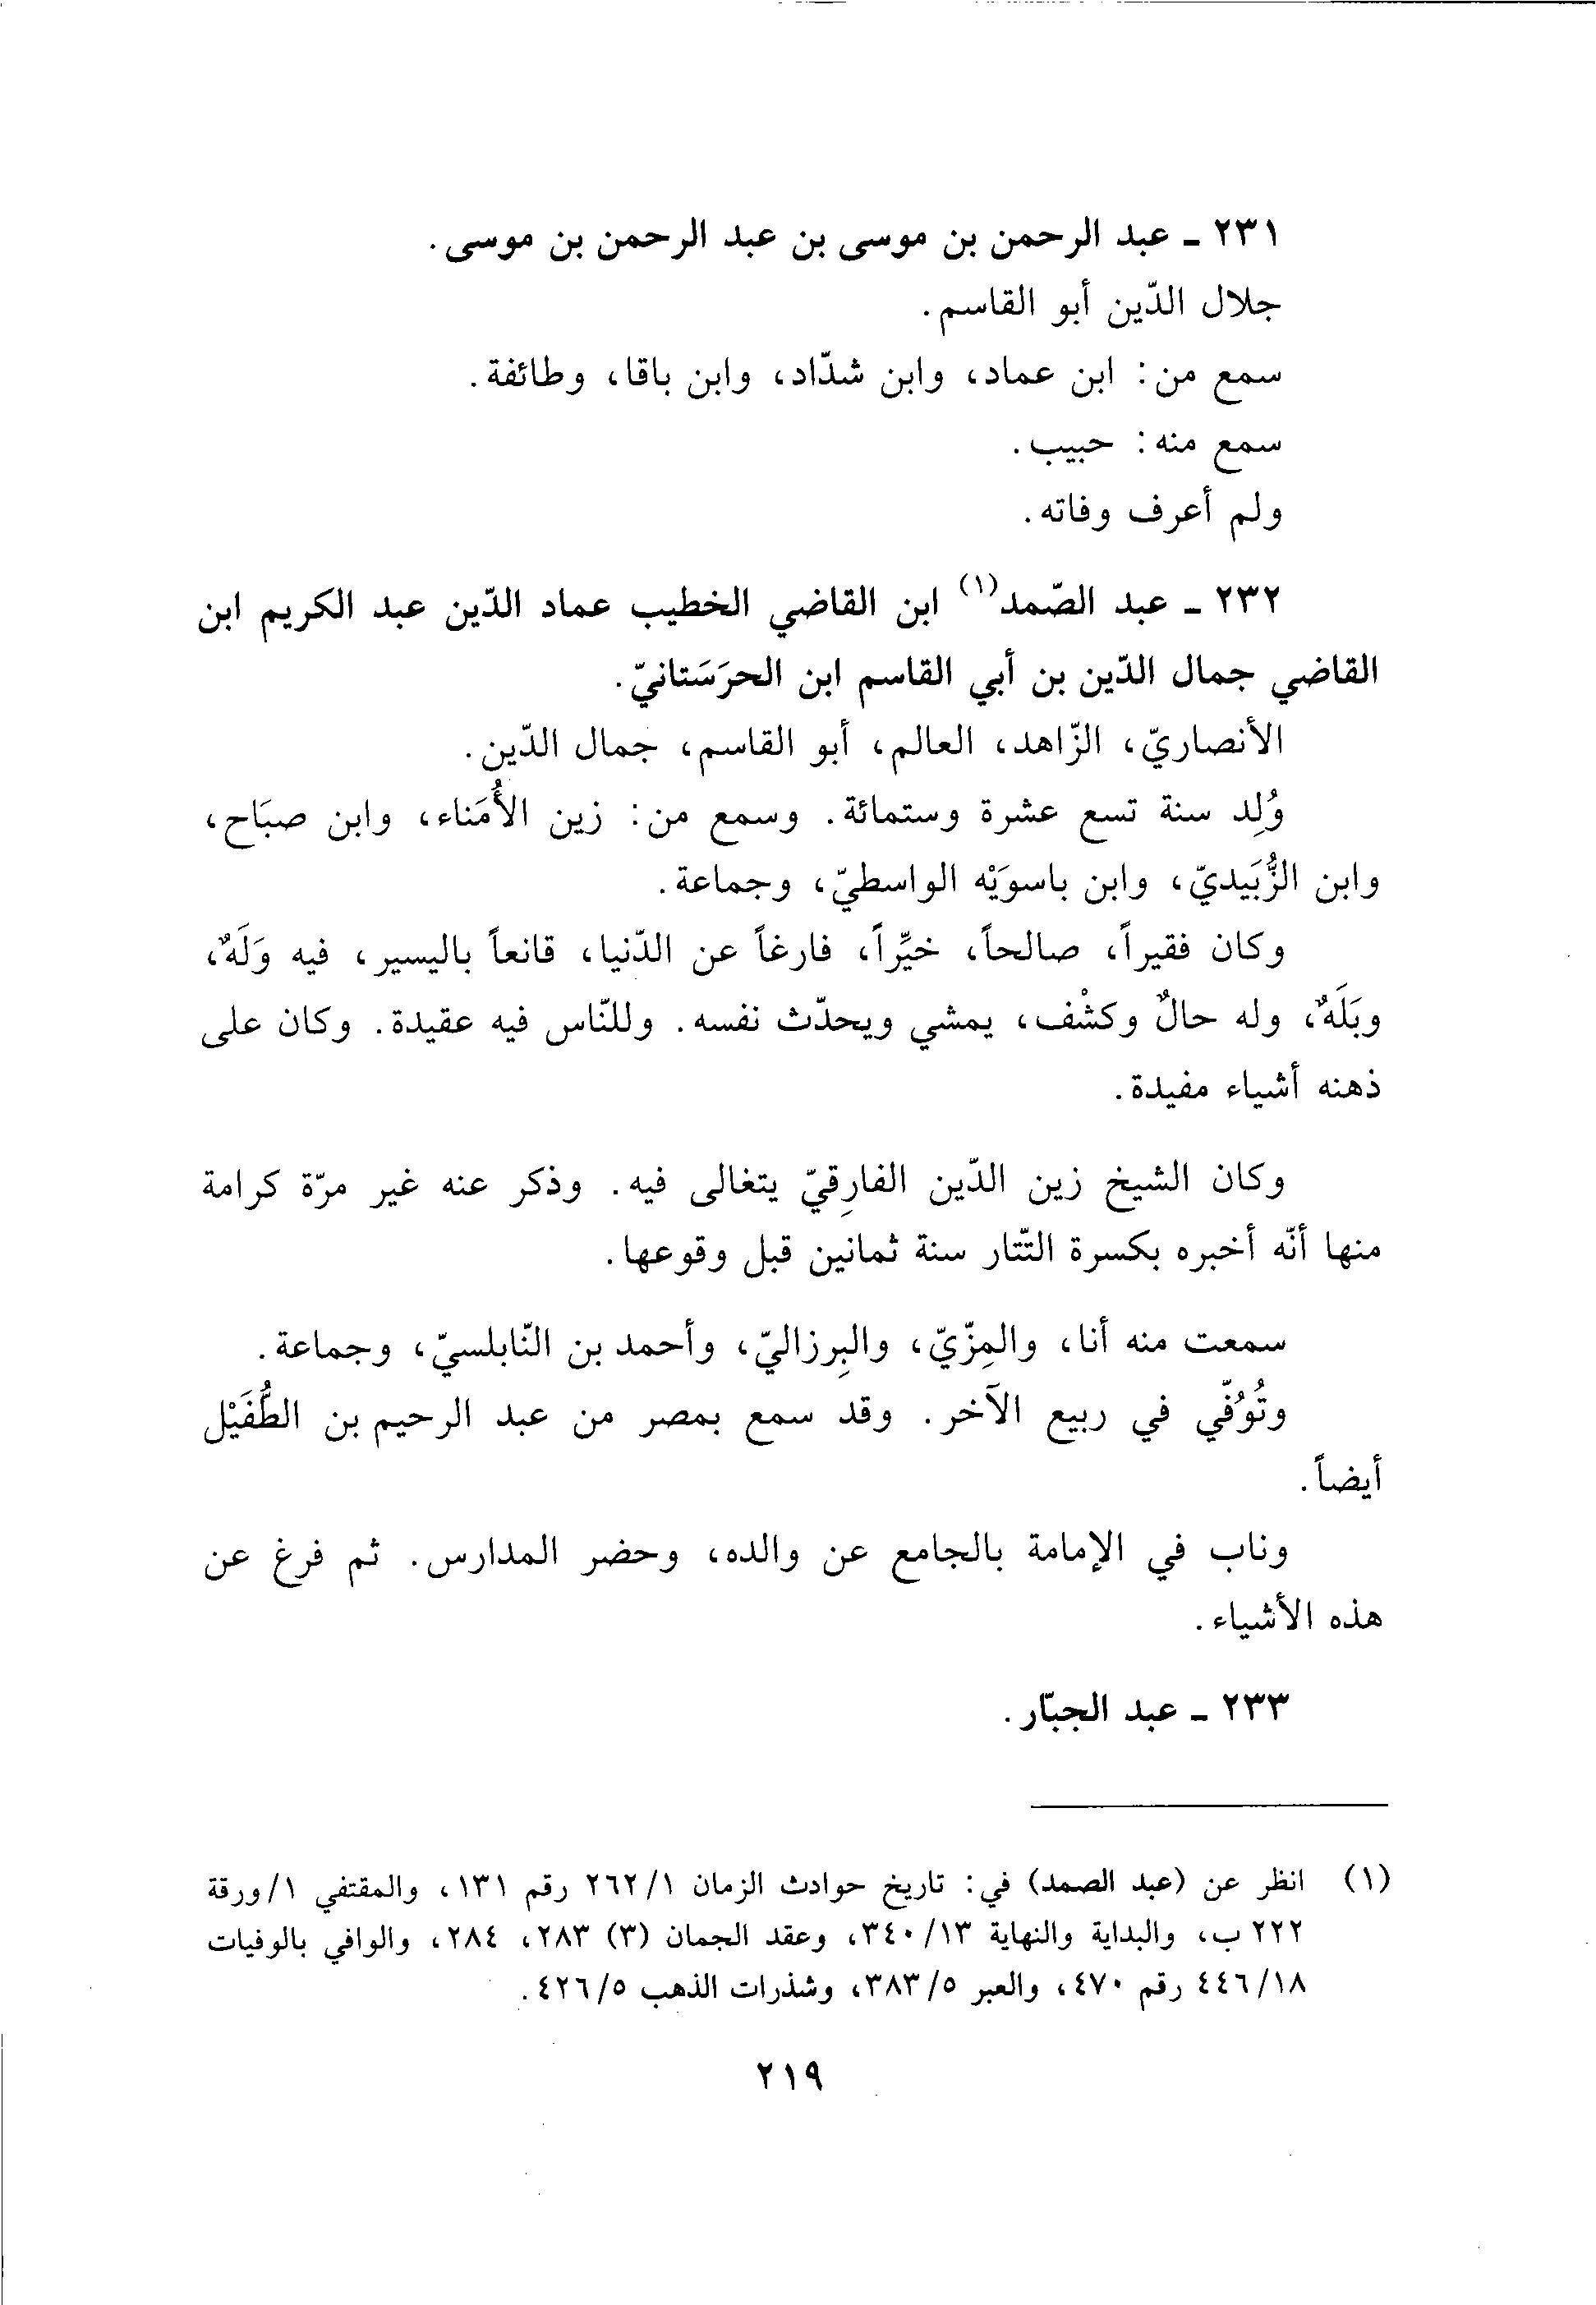 ٢٣١ ـ عبد الرحمن بن موسى بن عبد الرحمن بن موسى.
جلال الدّين أبو القاسم.
سمع من: ابن عماد، وابن شدّاد، وابن باقا، وطائفة.
سمع منه: حبيب.
ولم أعرف وفاته.
٢٣٢ ـ عبد الصّمد(١) ابن القاضي الخطيب عماد الدّين عبد الكريم ابن
القاضي جمال الدّين بن أبي القاسم ابن الحرَسَتانيّ.
الأنصاريّ، الزّاهد، العالم، أبو القاسم، جمال الدّين.
وُلِد سنة تسع عشرة وستمائة. وسمع من: زين الأُمَناء، وابن صبَاح،
وابن الزُّبَيديّ، وابن باسوَيْه الواسطيّ، وجماعة.
وكان فقيراً، صالحاً، خيِّراً، فارغاً عن الدّنيا، قانعاً باليسير، فيه وَلَهٌ،
وبَلَهٌ، وله حالٌ وكشْف، يمشي ويحدّث نفسه. وللنّاس فيه عقيدة. وكان على
ذهنه أشياء مفيدة.
وكان الشيخ زين الدّين الفارِقيّ يتغالى فيه. وذكر عنه غير مرّة كرامة
منها أنّه أخبره بكسرة التّتار سنة ثمانين قبل وقوعها.
سمعت منه أنا، والمِزّيّ، والبِرزاليّ، وأحمد بن النّابلسيّ، وجماعة.
وتُوُفّي في ربيع الآخر. وقد سمع بمصر من عبد الرحيم بن الطُّفَيْل
أيضاً.
وناب في الإمامة بالجامع عن والده، وحضر المدارس. ثم فرغ عن
هذه الأشياء.
٢٣٣ ـ عبد الجبّار.
(١) انظر عن (عبد الصمد) في: تاريخ حوادث الزمان ١/ ٢٦٢ رقم ١٣١، والمقتفي ١/ورقة
٢٢٢ ب، والبداية والنهاية ١٣/ ٣٤٠، وعقد الجمان (٣) ٢٨٣، ٢٨٤، والوافي بالوفيات
١٨/ ٤٤٦ رقم ٤٧٠، والعبر ٥/ ٣٨٣، وشذرات الذهب ٥/ ٤٢٦.
٢١٩